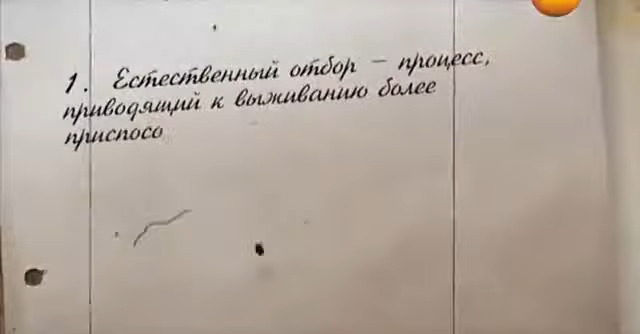 1. Естественный отбор – процесс,
приводящий к выживанию более
приспосо